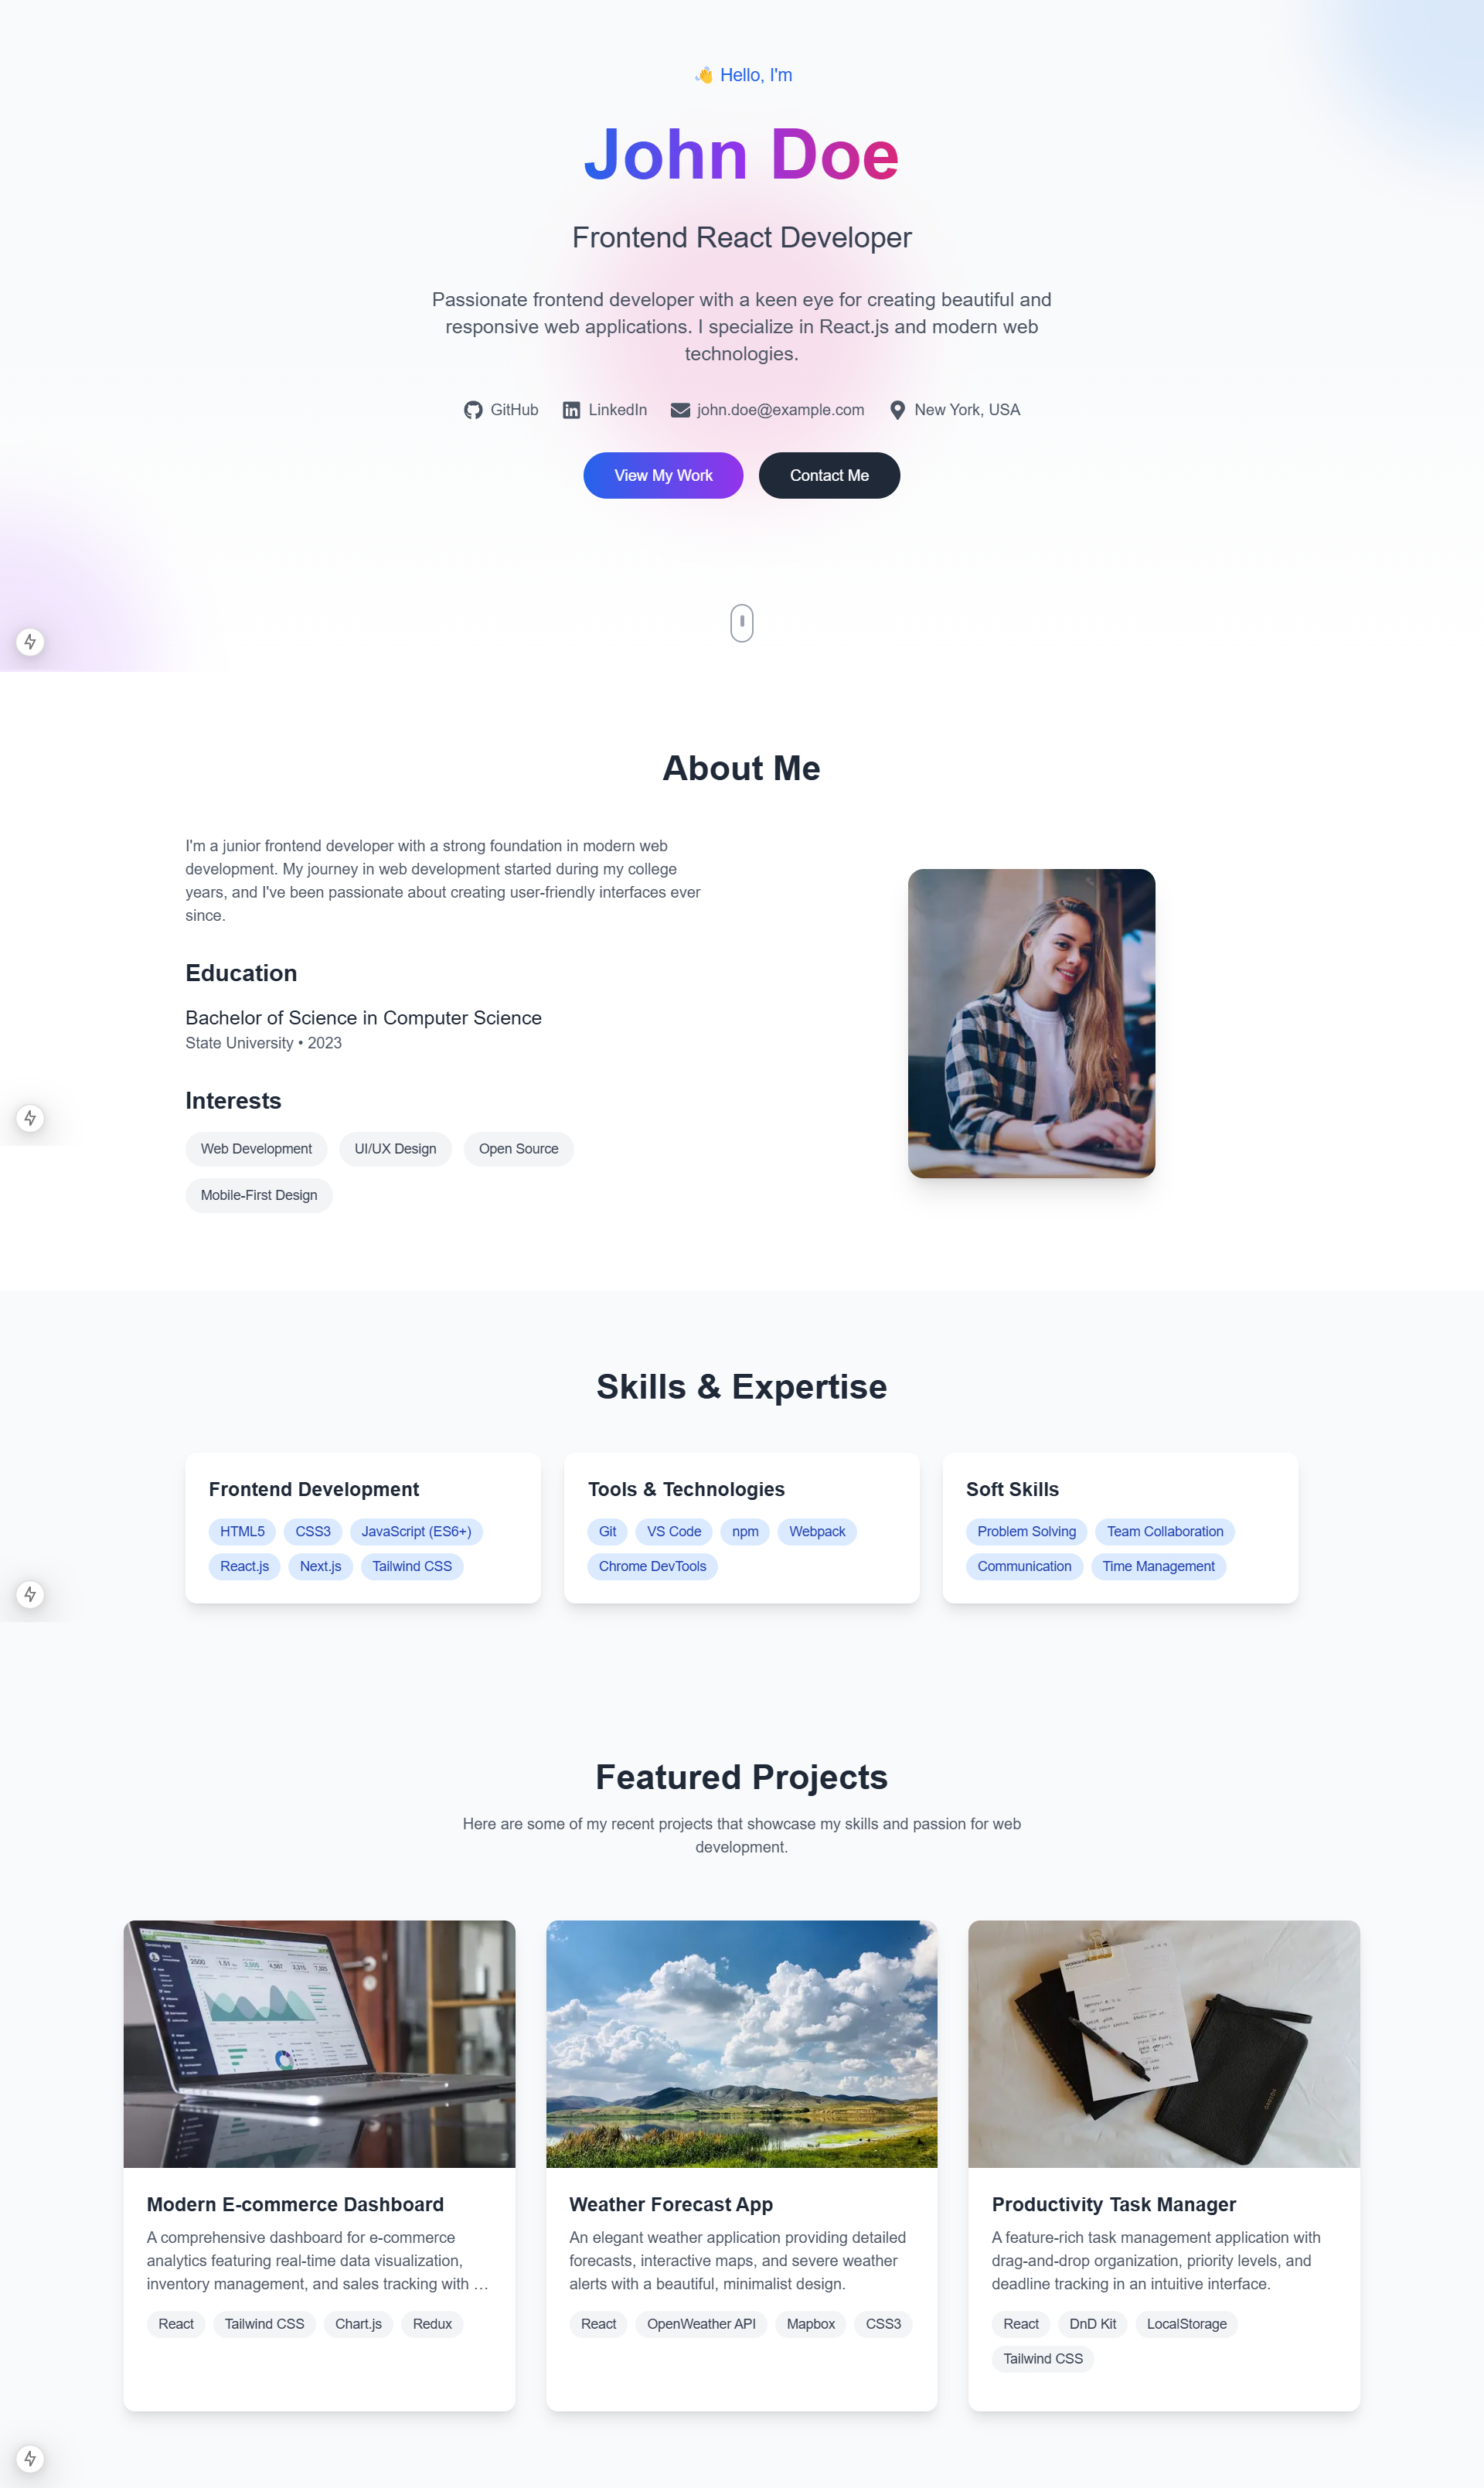 Hello, I'm
John Doe
Frontend React Developer
Passionate frontend developer with a keen eye for creating beautiful and
responsive web applications. I specialize in React.js and modern web
technologies.
GitHub LinkedIn john.doe@example.com New York, USA
View My Work Contact Me
About Me
I'm a junior frontend developer with a strong foundation in modern web
development. My journey in web development started during my college
years, and I've been passionate about creating user-friendly interfaces ever
since.
Education
Bachelor of Science in Computer Science
State University • 2023
Interests
Web Development UI/UX Design Open Source
Mobile-First Design
Skills & Expertise
Frontend Development
HTML5 CSS3 JavaScript (ES6+)
React.js Next.js Tailwind CSS
Tools & Technologies
Git VS Code npm Webpack
Chrome DevTools
Soft Skills
Problem Solving Team Collaboration
Communication Time Management
Featured Projects
Here are some of my recent projects that showcase my skills and passion for web
development.
Modern E-commerce Dashboard
A comprehensive dashboard for e-commerce
analytics featuring real-time data visualization,
inventory management, and sales tracking with …
React Tailwind CSS Chart.js Redux
Weather Forecast App
An elegant weather application providing detailed
forecasts, interactive maps, and severe weather
alerts with a beautiful, minimalist design.
React OpenWeather API Mapbox CSS3
Productivity Task Manager
A feature-rich task management application with
drag-and-drop organization, priority levels, and
deadline tracking in an intuitive interface.
React DnD Kit LocalStorage
Tailwind CSS